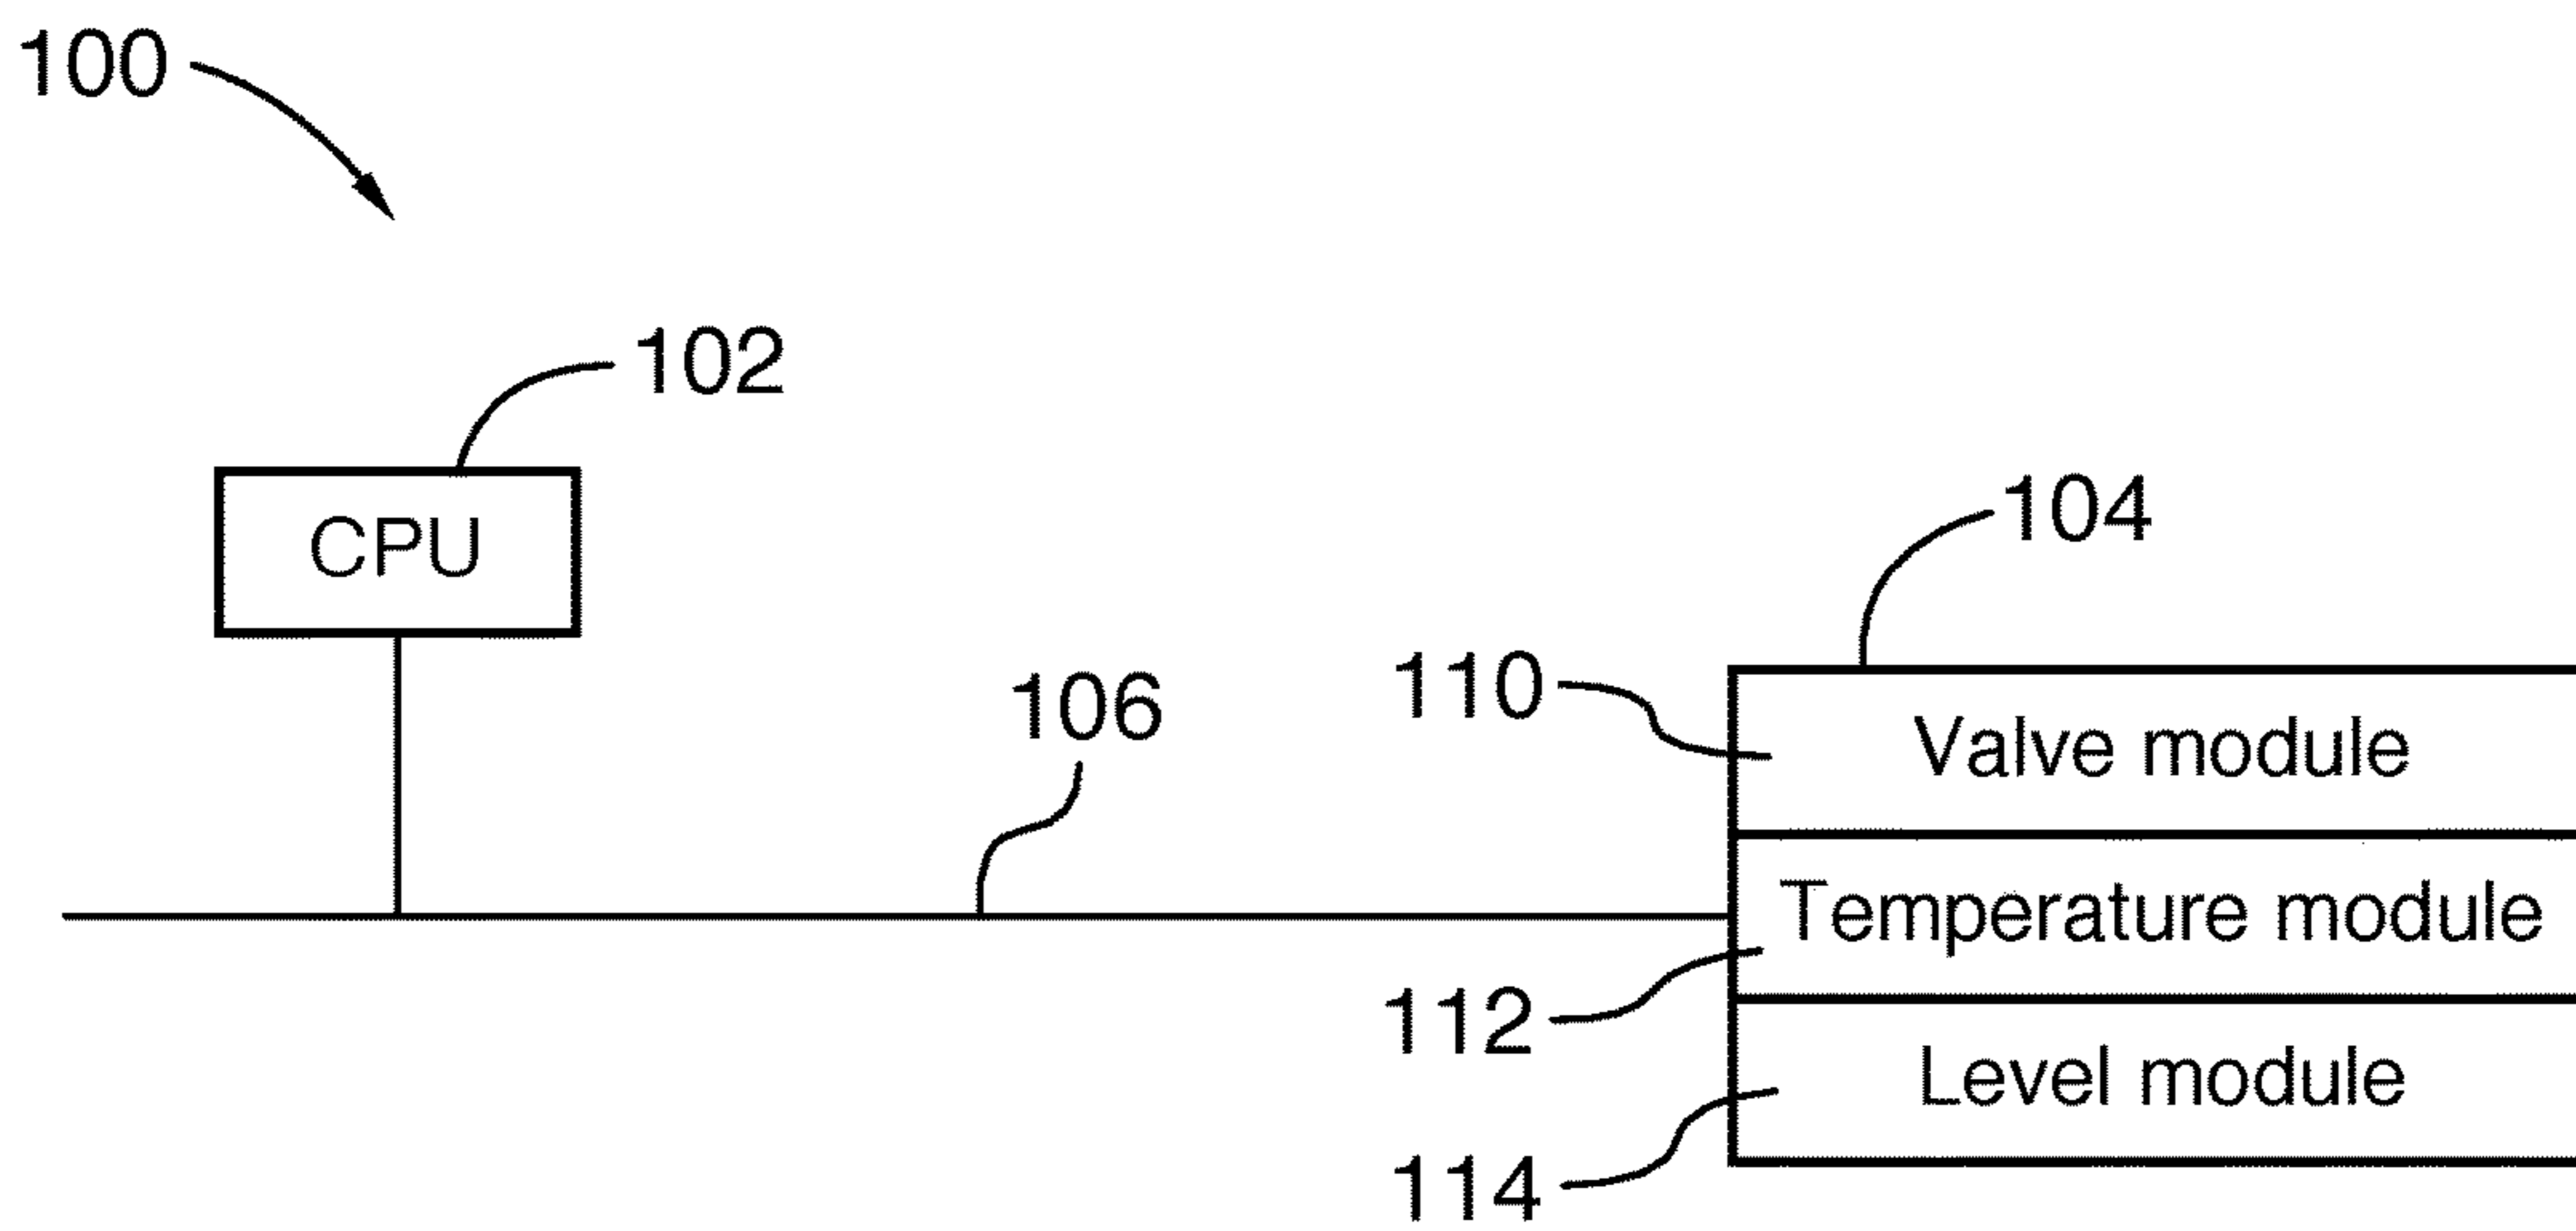 100
102
CPU
104
106
110
Valve module
Temperature module
112
Level module
114